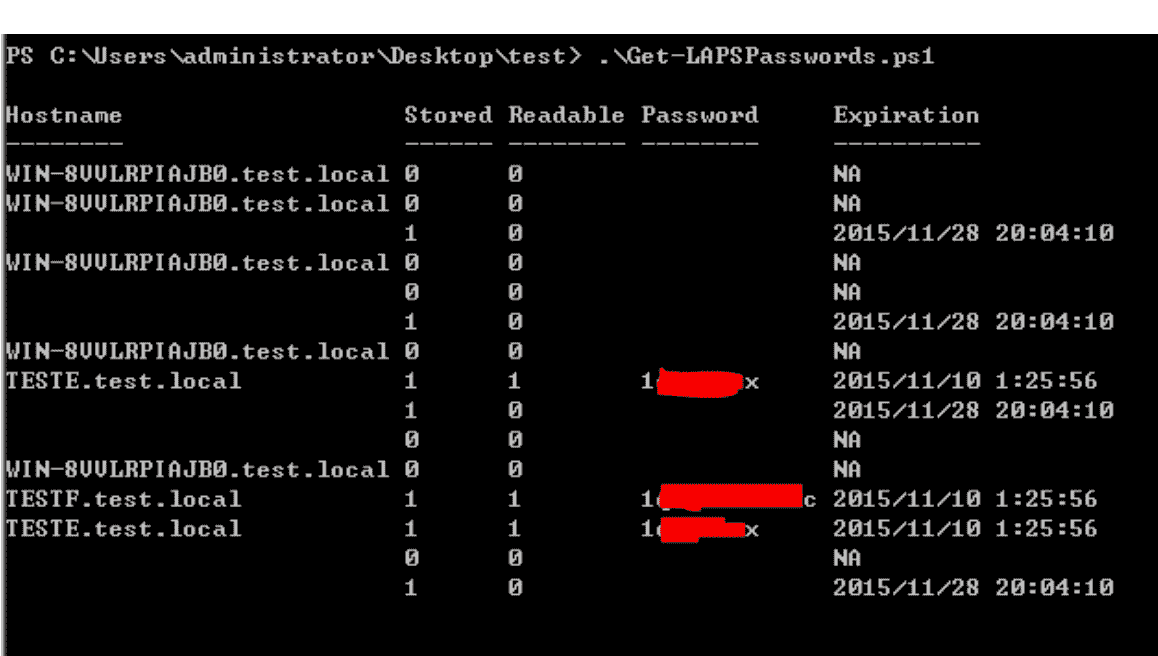 PS C:\Users\administrator\Desktop\test> .\Get-LAPSPasswords.ps1
Hostname Stored Readable Password Expiration
-------- ------ -------- -------- ----------
WIN-8VVLRPIAJB0.test.local 0 0 NA
WIN-8VVLRPIAJB0.test.local 0 0 NA
1 0 2015/11/28 20:04:10
WIN-8VVLRPIAJB0.test.local 0 0 NA
0 0 NA
1 0 2015/11/28 20:04:10
WIN-8VVLRPIAJB0.test.local 0 0 NA
TESTE.test.local 1 1 1 x 2015/11/10 1:25:56
1 0 2015/11/28 20:04:10
0 0 NA
WIN-8VVLRPIAJB0.test.local 0 0 NA
TESTF.test.local 1 1 1 c 2015/11/10 1:25:56
TESTE.test.local 1 1 1 x 2015/11/10 1:25:56
0 0 NA
1 0 2015/11/28 20:04:10